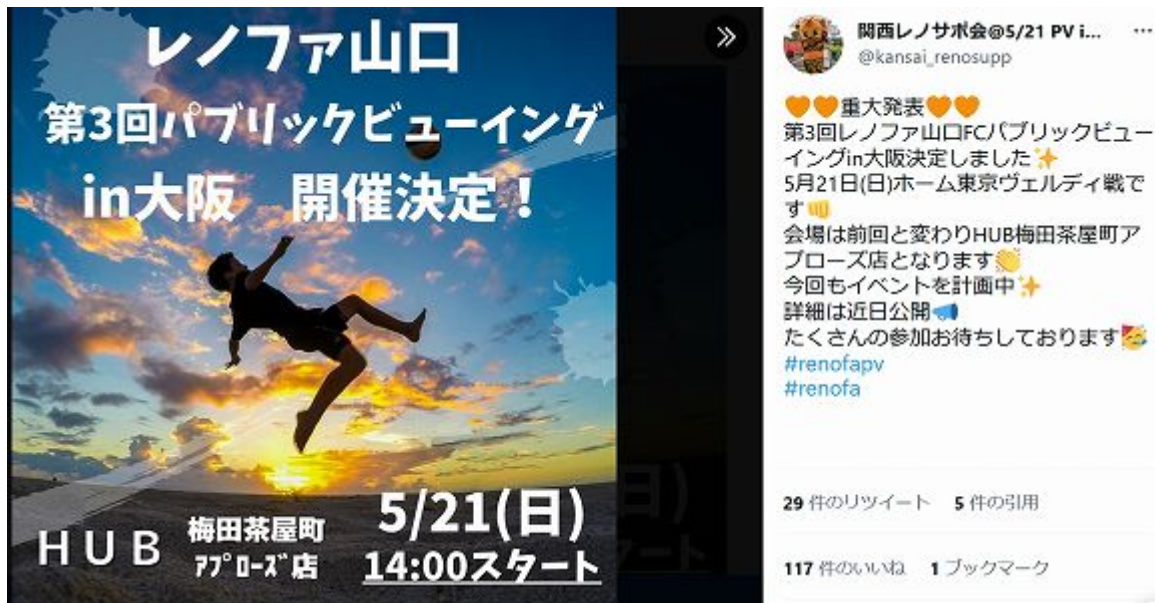 レノファ山口
第3回パブリックビューイング
in大阪　開催決定！
HUB
梅田茶屋町
ｱﾌﾟﾛｰｽﾞ店
5/21(日)
14:00スタート
関西レノサポ会@5/21 PV i...
@kansai_renosupp
🧡🧡重大発表🧡🧡
第3回レノファ山口FCパブリックビュー
イングin大阪決定しました✨
5月21日(日)ホーム東京ヴェルディ戦で
す👊
会場は前回と変わりHUB梅田茶屋町ア
プローズ店となります👏
今回もイベントを計画中✨
詳細は近日公開📣
たくさんの参加お待ちしております🥳
#renofapv
#renofa
29 件のリツイート 5 件の引用
117 件のいいね 1 ブックマーク